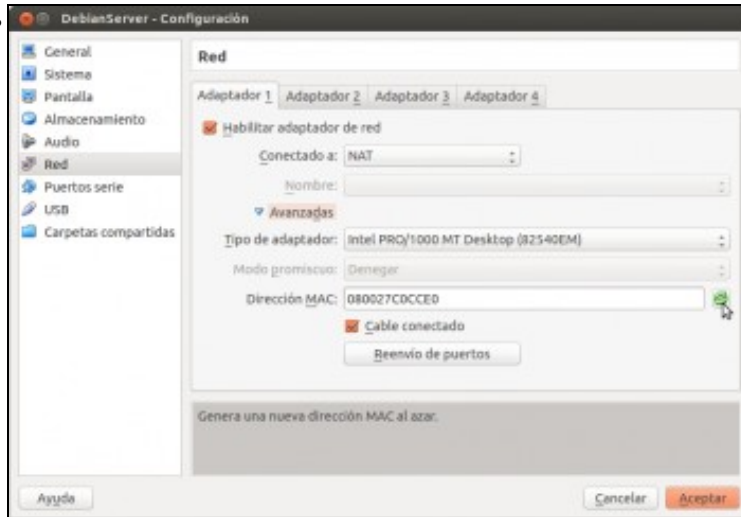 DebianServer - Configuración
General
Sistema
Pantalla
Almacenamiento
Audio
Red
Puertos serie
USB
Carpetas compartidas
Red
Adaptador 1 Adaptador 2 Adaptador 3 Adaptador 4
Habilitar adaptador de red
Conectado a: NAT
Nombre:
Avanzadas
Tipo de adaptador: Intel PRO/1000 MT Desktop (82540EM)
Modo promiscuo: Denegar
Dirección MAC: 080027C0CCE0
Cable conectado
Reenvío de puertos
Genera una nueva dirección MAC al azar.
Ayuda Cancelar Aceptar